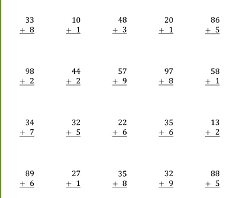 33 10 48 20 86
+ 8 + 1 + 3 + 1 + 5
98 44 57 97 58
+ 2 + 2 + 9 + 8 + 1
34 32 22 35 13
+ 7 + 5 + 6 + 6 + 2
89 27 35 32 88
+ 6 + 1 + 8 + 9 + 5